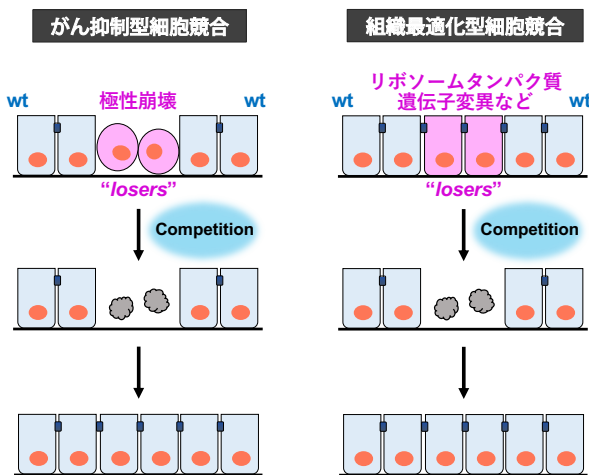 がん抑制型細胞競合
wt
極性崩壊
wt
“losers”
Competition
組織最適化型細胞競合
リボソームタンパク質
遺伝子変異など
wt
wt
“losers”
Competition